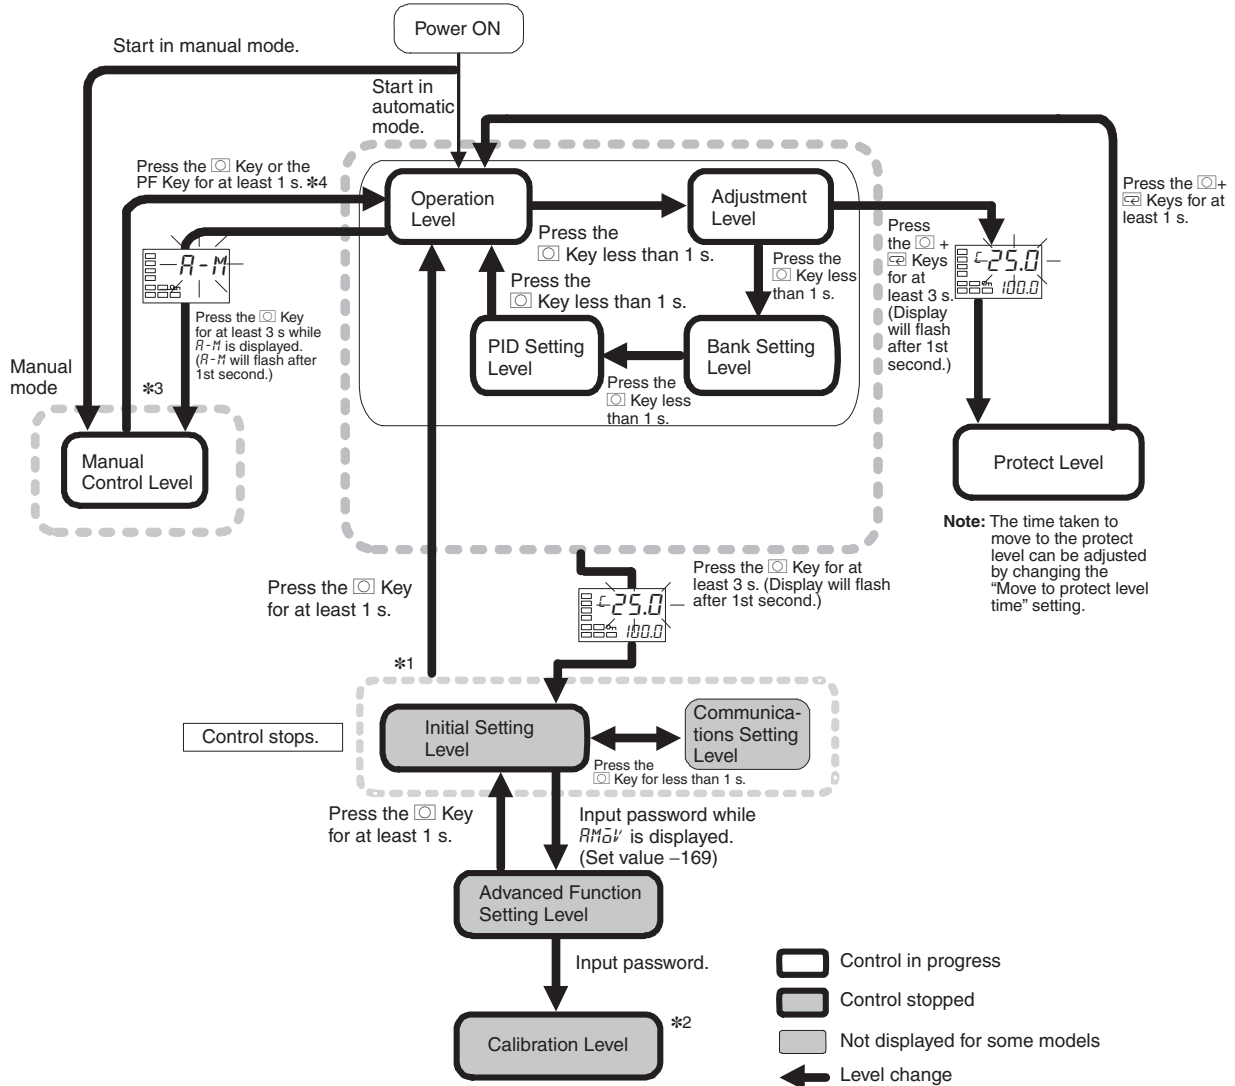 Power ON
Start in manual mode.
Start in
automatic
mode.
Press the Key or the
PF Key for at least 1 s. ✻4
Operation
Level
Adjustment
Level
Press the
Key less than 1 s.
Press the
Key less than 1 s.
Press the
Key less
than 1 s.
Press
the +
Keys
for at
least 3 s.
(Display
will flash
after 1st
second.)
Press the +
Keys for at
least 1 s.
A-M
C 25.0
100.0
Press the Key
for at least 3 s while
A-M is displayed.
(A-M will flash after
1st second.)
PID Setting
Level
Bank Setting
Level
Press the
Key less
than 1 s.
Manual
mode
✻3
Manual
Control Level
Protect Level
Note: The time taken to
move to the protect
level can be adjusted
by changing the
“Move to protect level
time” setting.
Press the Key
for at least 1 s.
Press the Key for at
least 3 s. (Display will flash
after 1st second.)
C 25.0
100.0
✻1
Control stops.
Initial Setting
Level
Communica-
tions Setting
Level
Press the
Key for less than 1 s.
Press the Key
for at least 1 s.
Input password while
AMoV is displayed.
(Set value −169)
Advanced Function
Setting Level
Input password.
Calibration Level
✻2
Control in progress
Control stopped
Not displayed for some models
Level change